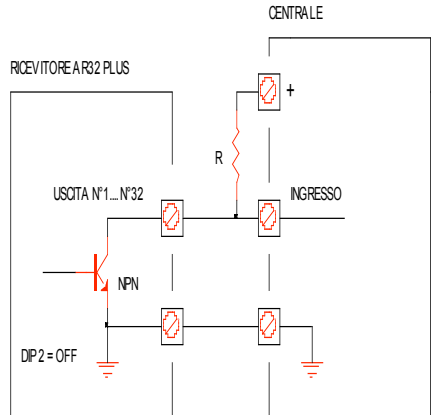 CENTRALE
RICEVITORE AR32 PLUS
+
R
USCITA N°1.... N°32
INGRESSO
NPN
DIP 2 = OFF